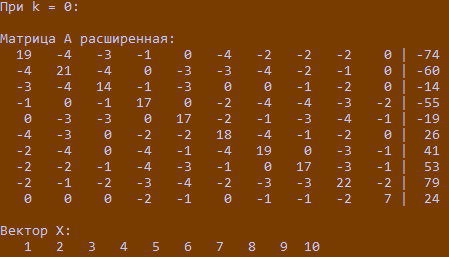 При k = 0:
Матрица A расширенная:
19 -4 -3 -1 0 -4 -2 -2 -2 0 | -74
-4 21 -4 0 -3 -3 -4 -2 -1 0 | -60
-3 -4 14 -1 -3 0 0 -1 -2 0 | -14
-1 0 -1 17 0 -2 -4 -4 -3 -2 | -55
0 -3 -3 0 17 -2 -1 -3 -4 -1 | -19
-4 -3 0 -2 -2 18 -4 -1 -2 0 | 26
-2 -4 0 -4 -1 -4 19 0 -3 -1 | 41
-2 -2 -1 -4 -3 -1 0 17 -3 -1 | 53
-2 -1 -2 -3 -4 -2 -3 -3 22 -2 | 79
0 0 0 -2 -1 0 -1 -1 -2 7 | 24
Вектор X:
1 2 3 4 5 6 7 8 9 10